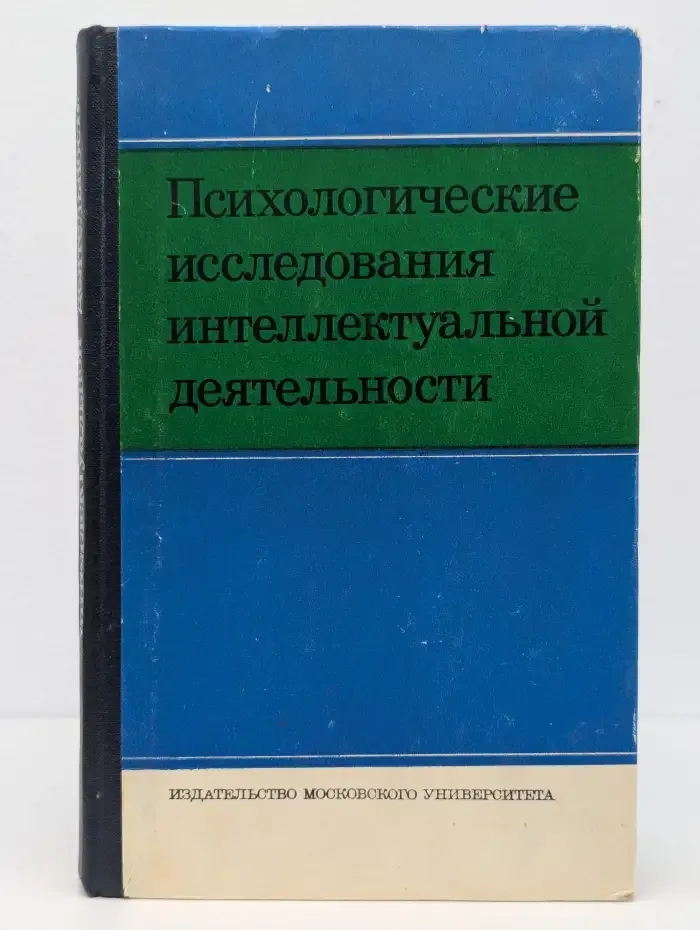 Психологические
исследования
интеллектуальной
деятельности
ИЗДАТЕЛЬСТВО МОСКОВСКОГО УНИВЕРСИТЕТА